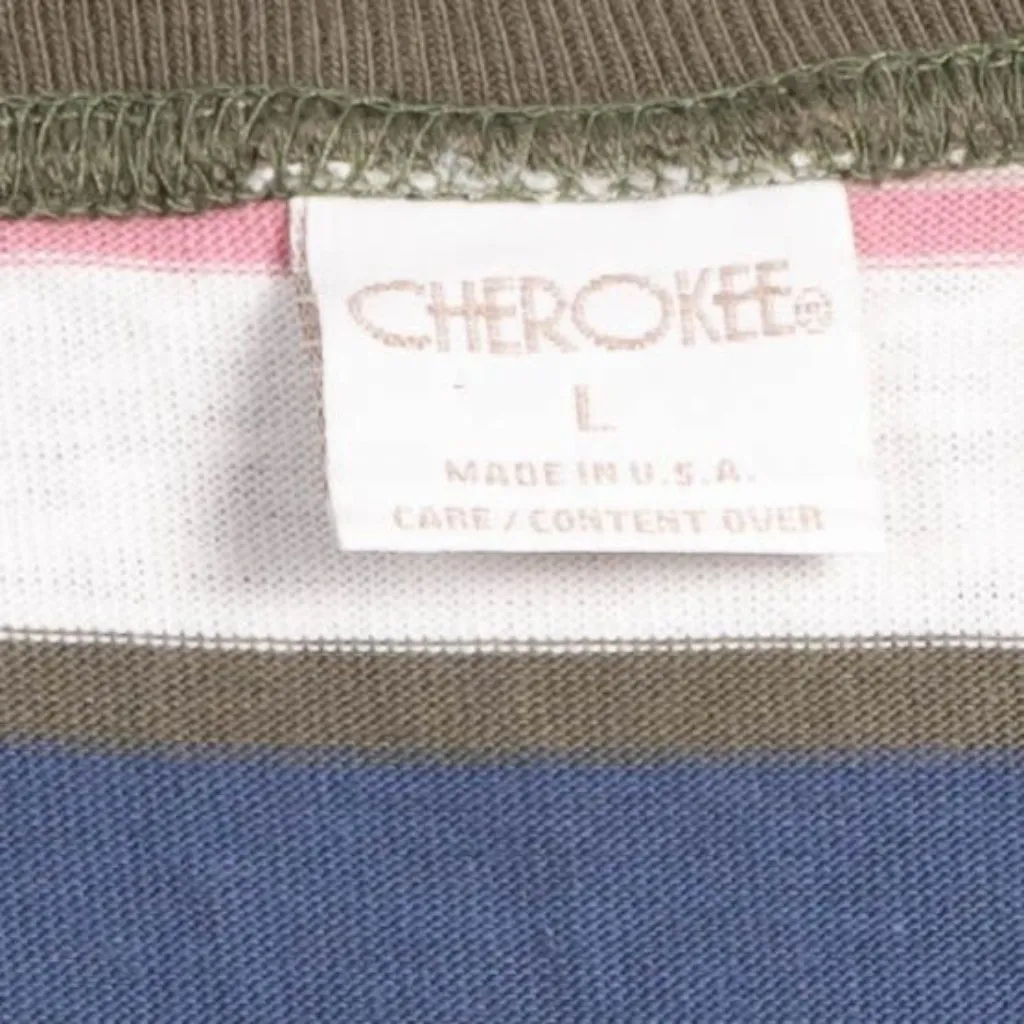 CHEROKEE®
L
MADE IN U.S.A.
CARE / CONTENT OVER